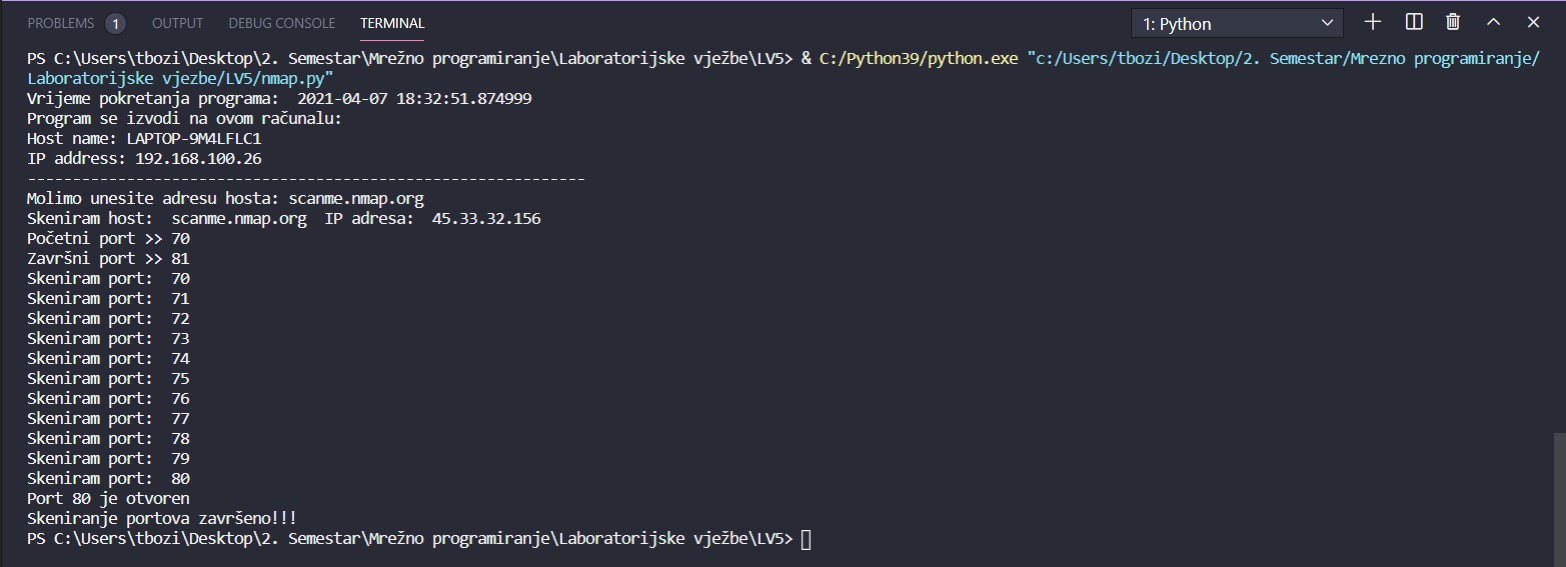 PROBLEMS 1 OUTPUT DEBUG CONSOLE TERMINAL 1: Python
PS C:\Users\tbozi\Desktop\2. Semestar\Mrežno programiranje\Laboratorijske vježbe\LV5> & C:/Python39/python.exe "c:/Users/tbozi/Desktop/2. Semestar/Mrezno programiranje/
Laboratorijske vjezbe/LV5/nmap.py"
Vrijeme pokretanja programa:  2021-04-07 18:32:51.874999
Program se izvodi na ovom računalu:
Host name: LAPTOP-9M4LFLC1
IP address: 192.168.100.26
--------------------------------------------------------------
Molimo unesite adresu hosta: scanme.nmap.org
Skeniram host:  scanme.nmap.org  IP adresa:  45.33.32.156
Početni port >> 70
Završni port >> 81
Skeniram port:  70
Skeniram port:  71
Skeniram port:  72
Skeniram port:  73
Skeniram port:  74
Skeniram port:  75
Skeniram port:  76
Skeniram port:  77
Skeniram port:  78
Skeniram port:  79
Skeniram port:  80
Port 80 je otvoren
Skeniranje portova završeno!!!
PS C:\Users\tbozi\Desktop\2. Semestar\Mrežno programiranje\Laboratorijske vježbe\LV5>